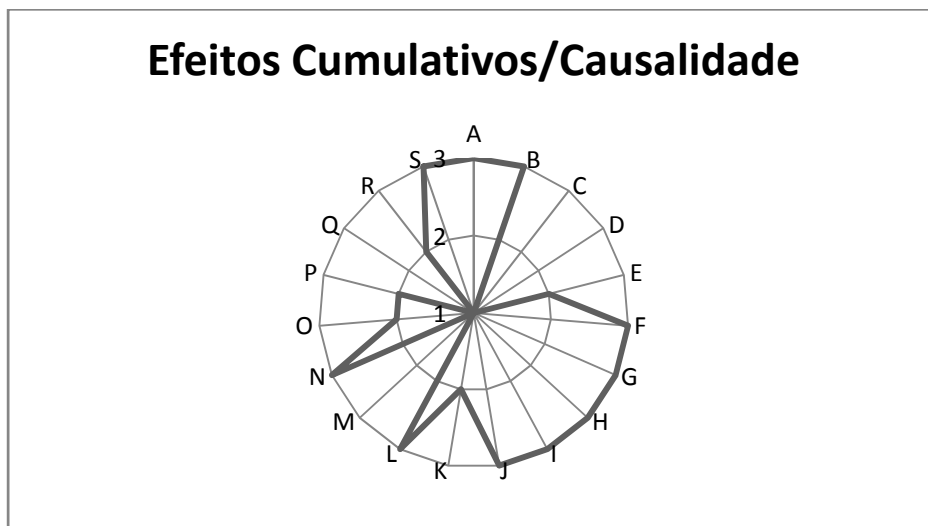 Efeitos Cumulativos/Causalidade
A
S 3 B
R C
Q 2 D
P E
O 1 F
N G
M H
L I
K J